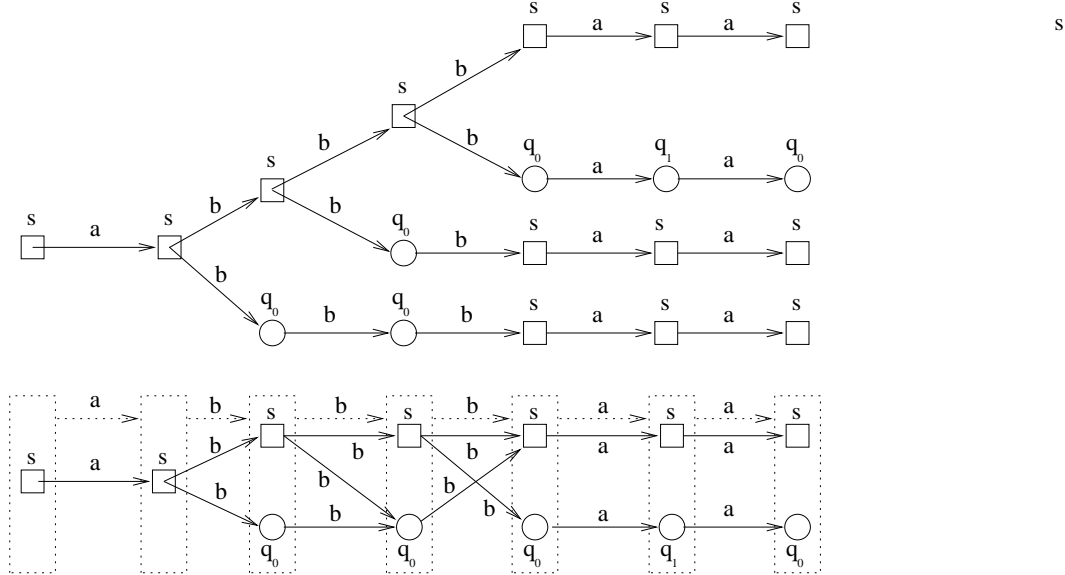 s s s s
a a
s
b
b
b
q₀ q₁ q₀
s
a a
b
b
q₀
s s s s s
a
b
a a
b
q₀ q₀ s s s
b b a a
a b b b a a
s s s s s
b b b a a
s s
a
b b b
b b
a a
q₀ q₀ q₀ q₁ q₀